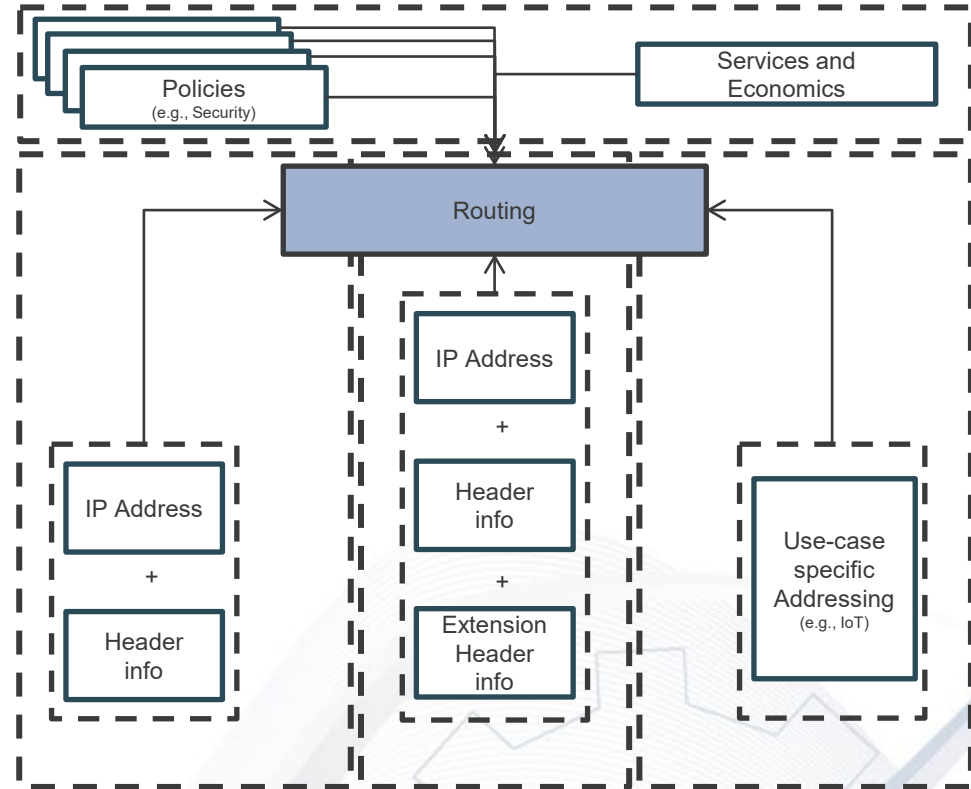 Policies
(e.g., Security)
Services and
Economics
Routing
IP Address
+
Header
info
IP Address
+
Header
info
+
Extension
Header
info
Use-case
specific
Addressing
(e.g., IoT)